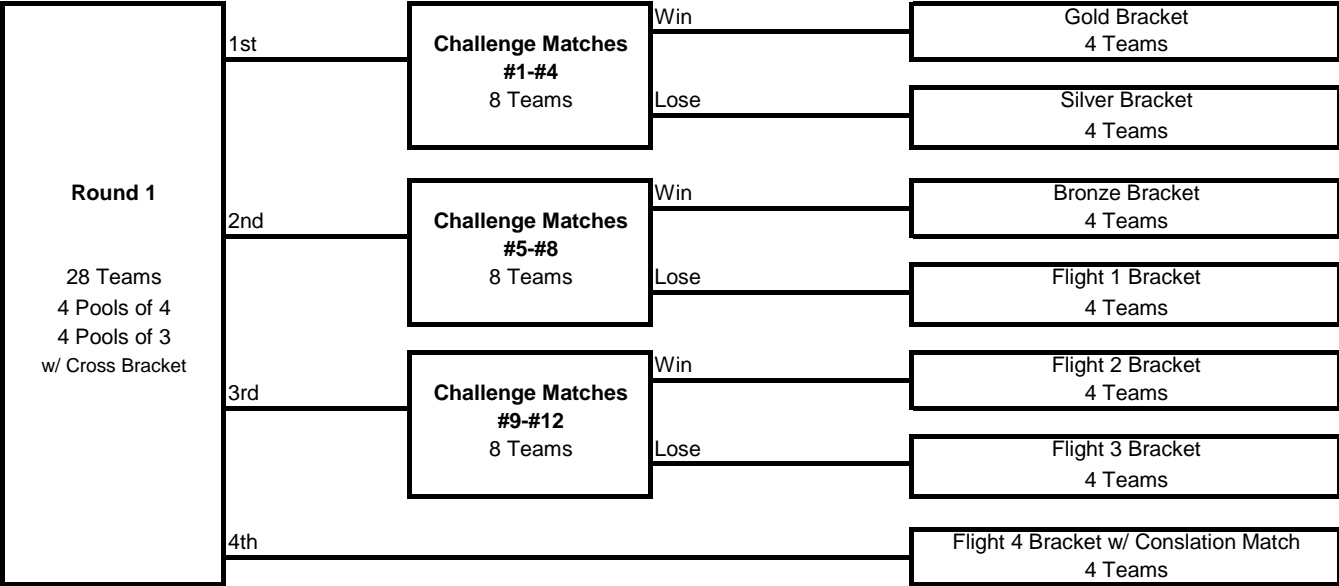 Round 1
28 Teams
4 Pools of 4
4 Pools of 3
w/ Cross Bracket
1st
Challenge Matches
#1-#4
8 Teams
Win
Gold Bracket
4 Teams
Lose
Silver Bracket
4 Teams
2nd
Challenge Matches
#5-#8
8 Teams
Win
Bronze Bracket
4 Teams
Lose
Flight 1 Bracket
4 Teams
3rd
Challenge Matches
#9-#12
8 Teams
Win
Flight 2 Bracket
4 Teams
Lose
Flight 3 Bracket
4 Teams
4th
Flight 4 Bracket w/ Conslation Match
4 Teams